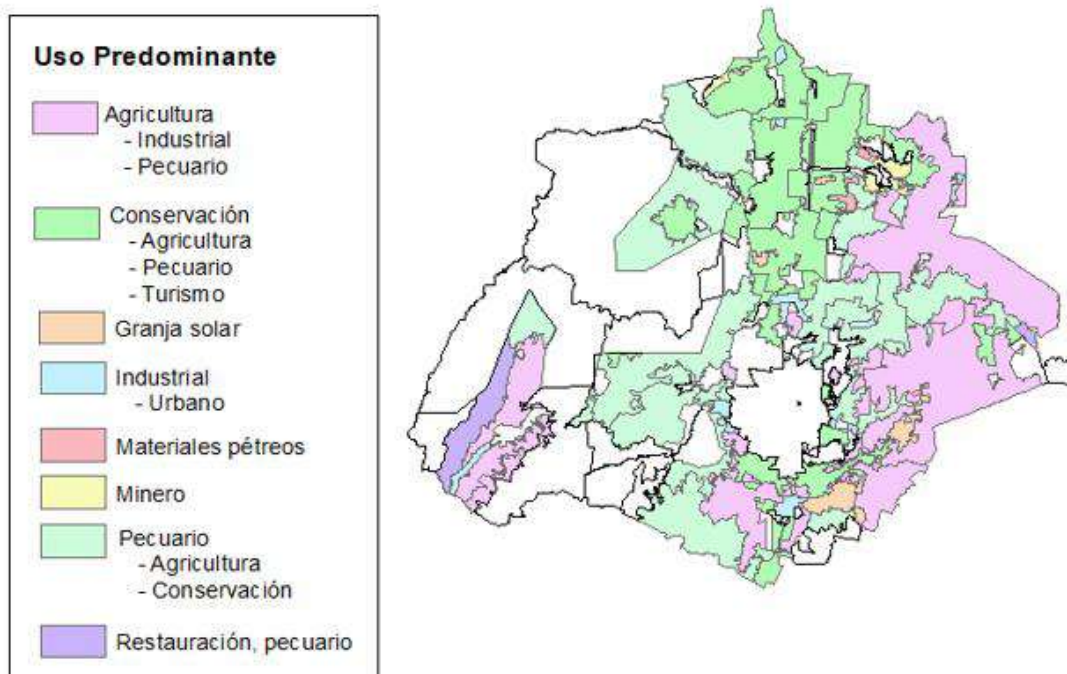 Uso Predominante
Agricultura
- Industrial
- Pecuario
Conservación
- Agricultura
- Pecuario
- Turismo
Granja solar
Industrial
- Urbano
Materiales pétreos
Minero
Pecuario
- Agricultura
- Conservación
Restauración, pecuario